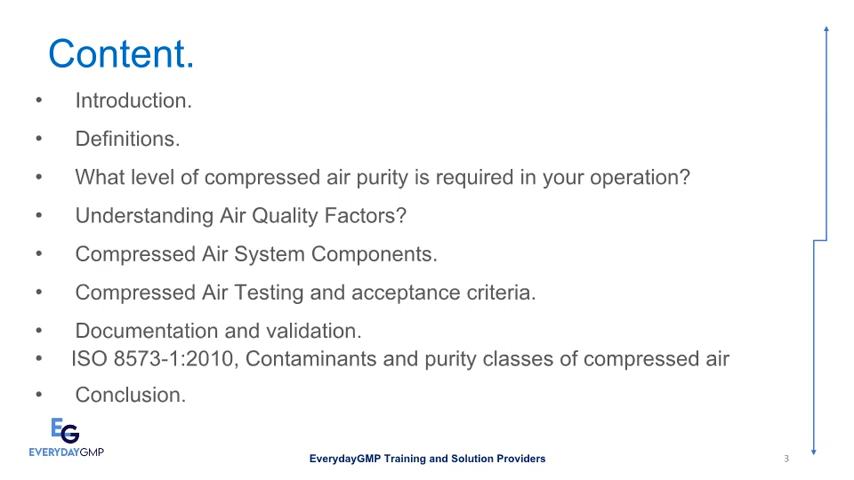 Content.
• Introduction.
• Definitions.
• What level of compressed air purity is required in your operation?
• Understanding Air Quality Factors?
• Compressed Air System Components.
• Compressed Air Testing and acceptance criteria.
• Documentation and validation.
• ISO 8573-1:2010, Contaminants and purity classes of compressed air
• Conclusion.
EG
EVERYDAYGMP
EverydayGMP Training and Solution Providers
3